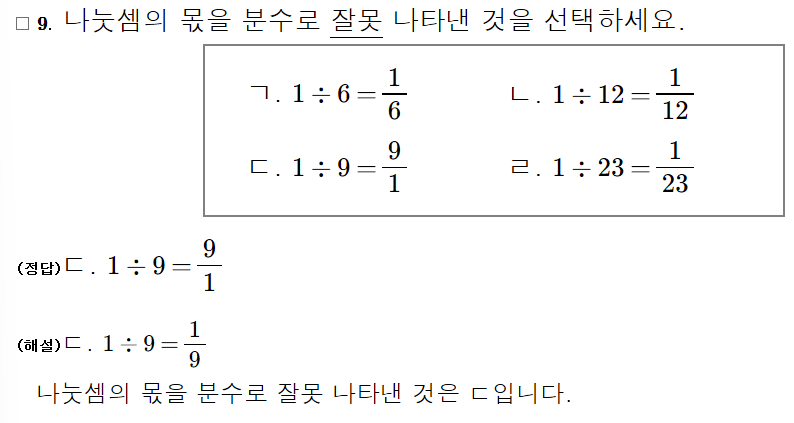 □ 9. 나눗셈의 몫을 분수로 잘못 나타낸 것을 선택하세요.
ㄱ. 1÷6=1/6 ㄴ. 1÷12=1/12
ㄷ. 1÷9=9/1 ㄹ. 1÷23=1/23
(정답)ㄷ. 1÷9=9/1
(해설)ㄷ. 1÷9=1/9
나눗셈의 몫을 분수로 잘못 나타낸 것은 ㄷ입니다.